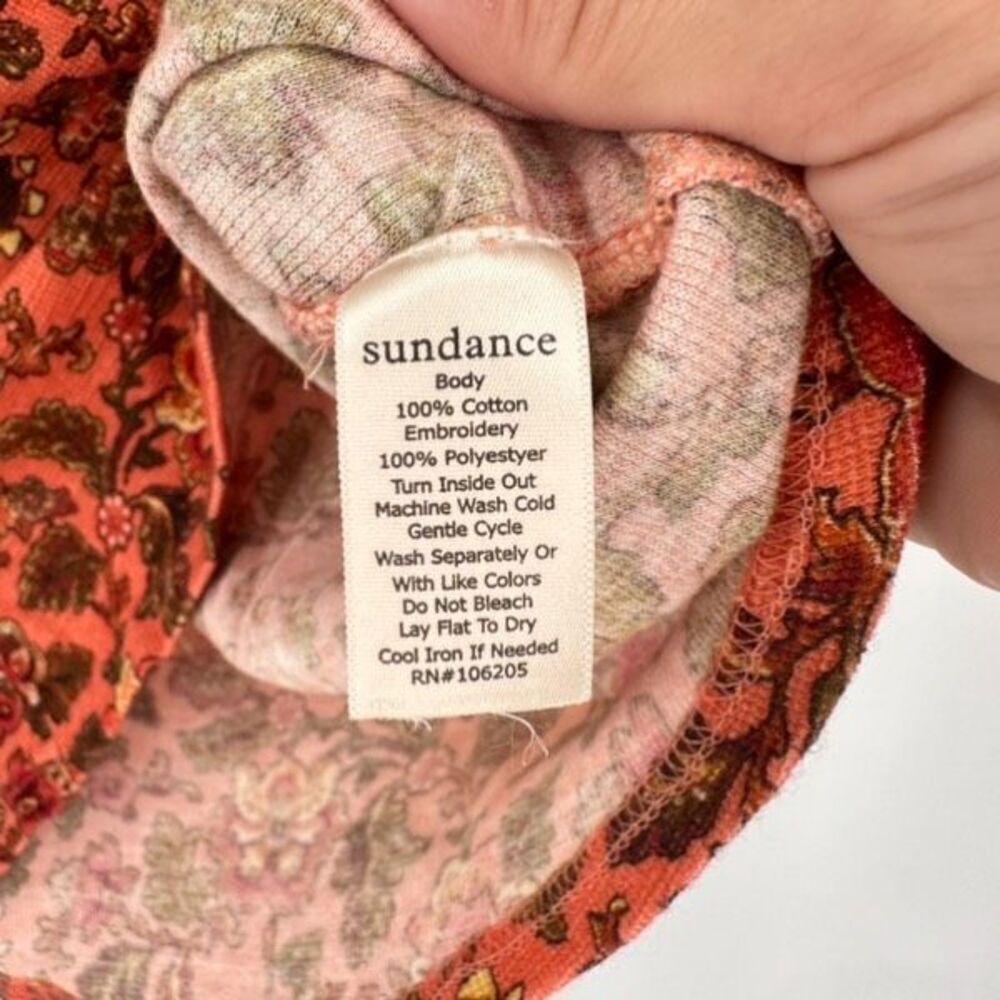 sundance
Body
100% Cotton
Embroidery
100% Polyestyer
Turn Inside Out
Machine Wash Cold
Gentle Cycle
Wash Separately Or
With Like Colors
Do Not Bleach
Lay Flat To Dry
Cool Iron If Needed
RN#106205